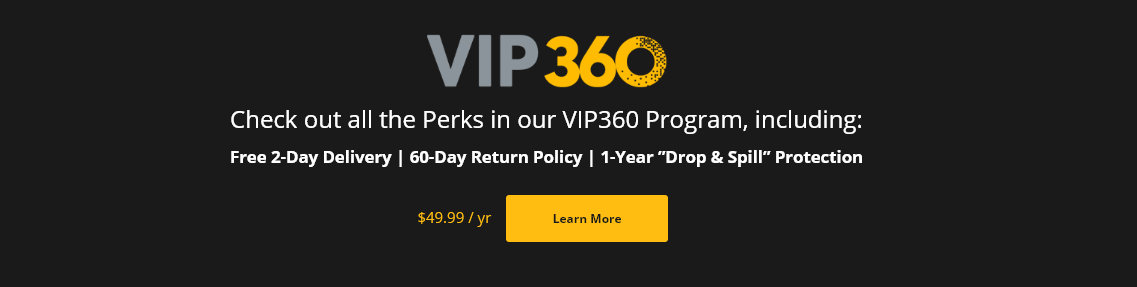 VIP360
Check out all the Perks in our VIP360 Program, including:
Free 2-Day Delivery | 60-Day Return Policy | 1-Year ”Drop & Spill” Protection
$49.99 / yr
Learn More